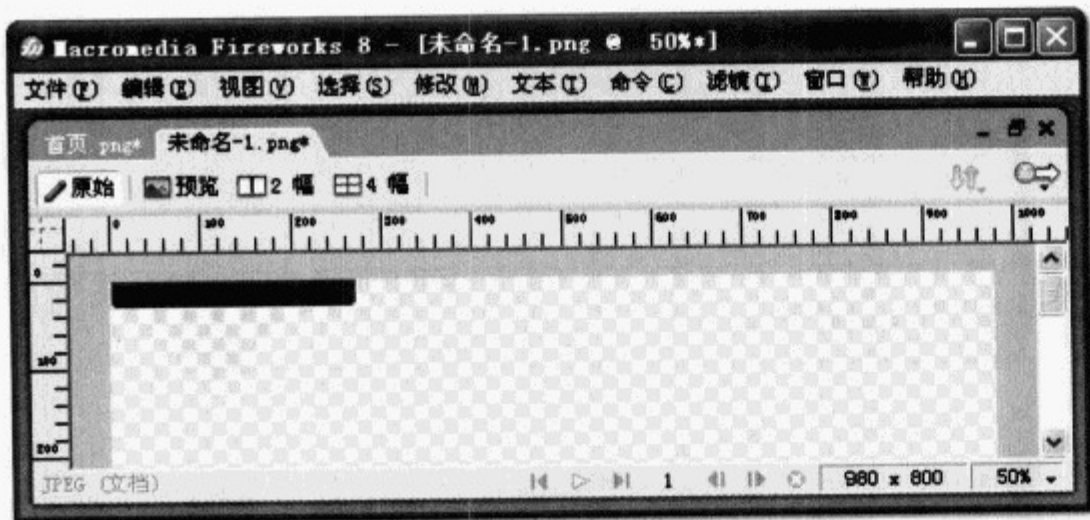 Macromedia Fireworks 8 - [未命名-1.png @ 50%*]
文件(F) 编辑(E) 视图(V) 选择(S) 修改(M) 文本(T) 命令(C) 滤镜(I) 窗口(W) 帮助(H)
首页.png* 未命名-1.png*
原始 预览 2 幅 4 幅
0 100 200 300 400 500 600 700 800 900 1000
0
100
200
JPEG (文档) 1 980 x 800 50%